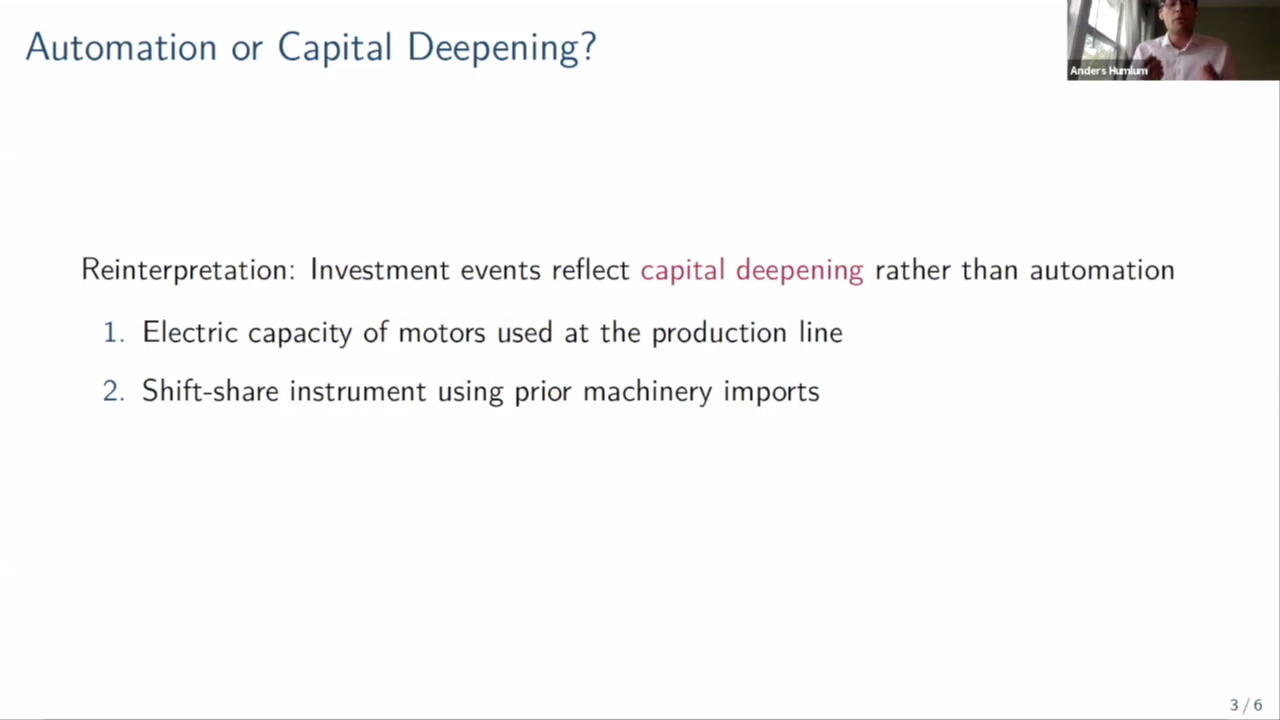 Automation or Capital Deepening?
Anders Humlum
Reinterpretation: Investment events reflect capital deepening rather than automation
1. Electric capacity of motors used at the production line
2. Shift-share instrument using prior machinery imports
3 / 6